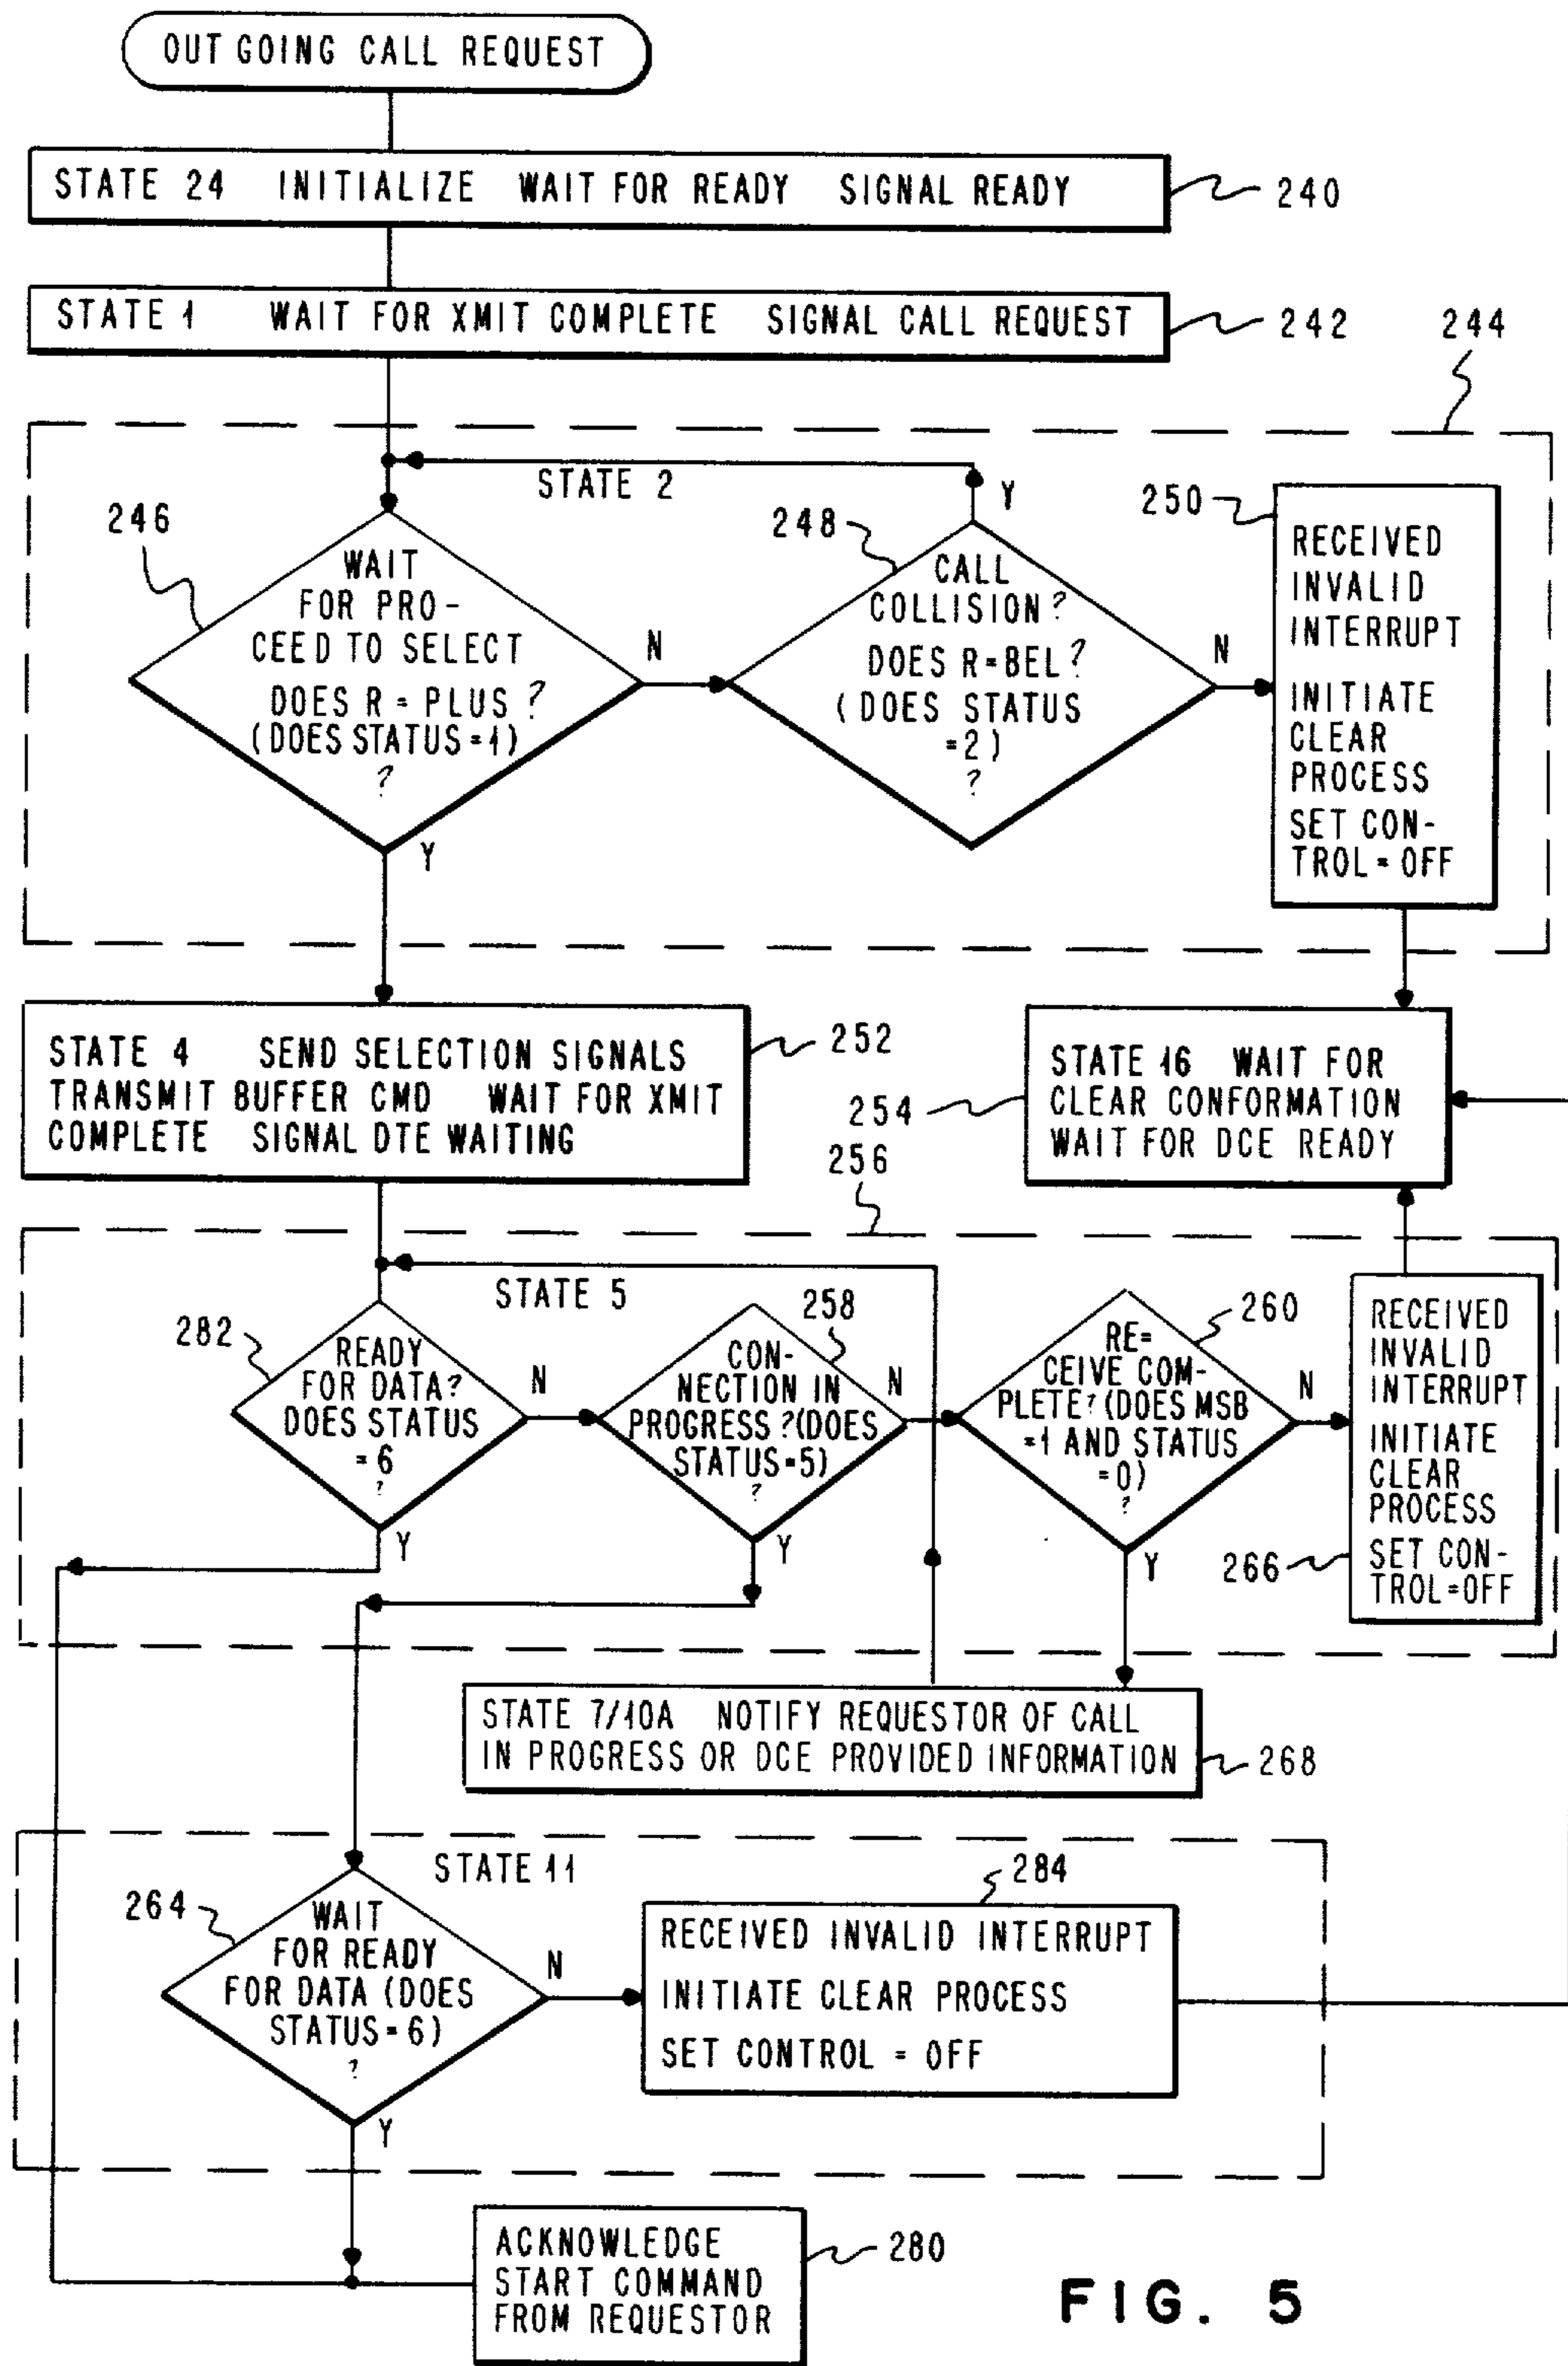 OUT GOING CALL REQUEST
STATE 24 INITIALIZE WAIT FOR READY SIGNAL READY
240
STATE 1 WAIT FOR XMIT COMPLETE SIGNAL CALL REQUEST
242
244
STATE 2
246
WAIT
FOR PRO-
CEED TO SELECT
DOES R = PLUS ?
(DOES STATUS=1)
?
N
Y
248
Y
CALL
COLLISION?
DOES R=BEL?
(DOES STATUS
=2)
?
N
250
RECEIVED
INVALID
INTERRUPT
INITIATE
CLEAR
PROCESS
SET CON-
TROL = OFF
STATE 4 SEND SELECTION SIGNALS
TRANSMIT BUFFER CMD WAIT FOR XMIT
COMPLETE SIGNAL DTE WAITING
252
254
STATE 16 WAIT FOR
CLEAR CONFORMATION
WAIT FOR DCE READY
256
STATE 5
282
READY
FOR DATA?
DOES STATUS
= 6
?
N
Y
258
CON-
NECTION IN
PROGRESS ?(DOES
STATUS=5)
?
N
Y
260
RE=
CEIVE COM-
PLETE? (DOES MSB
=1 AND STATUS
=0)
?
N
Y
266
RECEIVED
INVALID
INTERRUPT
INITIATE
CLEAR
PROCESS
SET CON-
TROL=OFF
STATE 7/10A NOTIFY REQUESTOR OF CALL
IN PROGRESS OR DCE PROVIDED INFORMATION
268
STATE 11
264
WAIT
FOR READY
FOR DATA (DOES
STATUS=6)
?
N
Y
284
RECEIVED INVALID INTERRUPT
INITIATE CLEAR PROCESS
SET CONTROL = OFF
ACKNOWLEDGE
START COMMAND
FROM REQUESTOR
280
FIG. 5